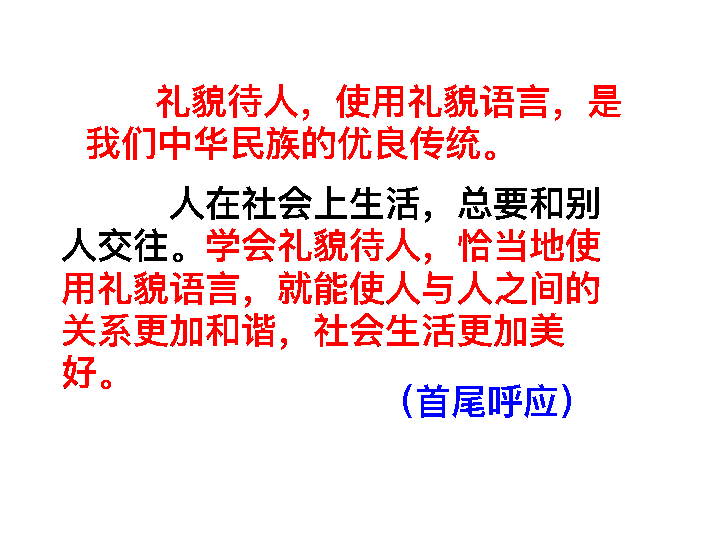 礼貌待人，使用礼貌语言，是
我们中华民族的优良传统。
人在社会上生活，总要和别
人交往。学会礼貌待人，恰当地使
用礼貌语言，就能使人与人之间的
关系更加和谐，社会生活更加美
好。
（首尾呼应）